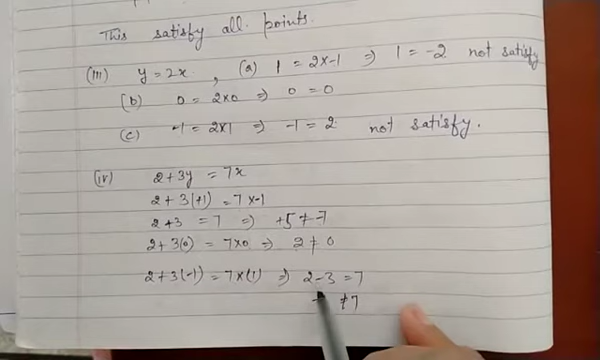 This satisfy all points.
(iii) y = 2x , (a) 1 = 2x-1 ⇒ 1 = -2 not satisfy
(b) 0 = 2x0 ⇒ 0 = 0
(c) -1 = 2x1 ⇒ -1 = 2 not satisfy.
(iv) 2+3y = 7x
2 + 3(+1) = 7x-1
2+3 = 7 ⇒ +5 ≠ -7
2+3(0) = 7x0 ⇒ 2 ≠ 0
2+3(-1) = 7x(1) ⇒ 2-3 = 7
≠ 7